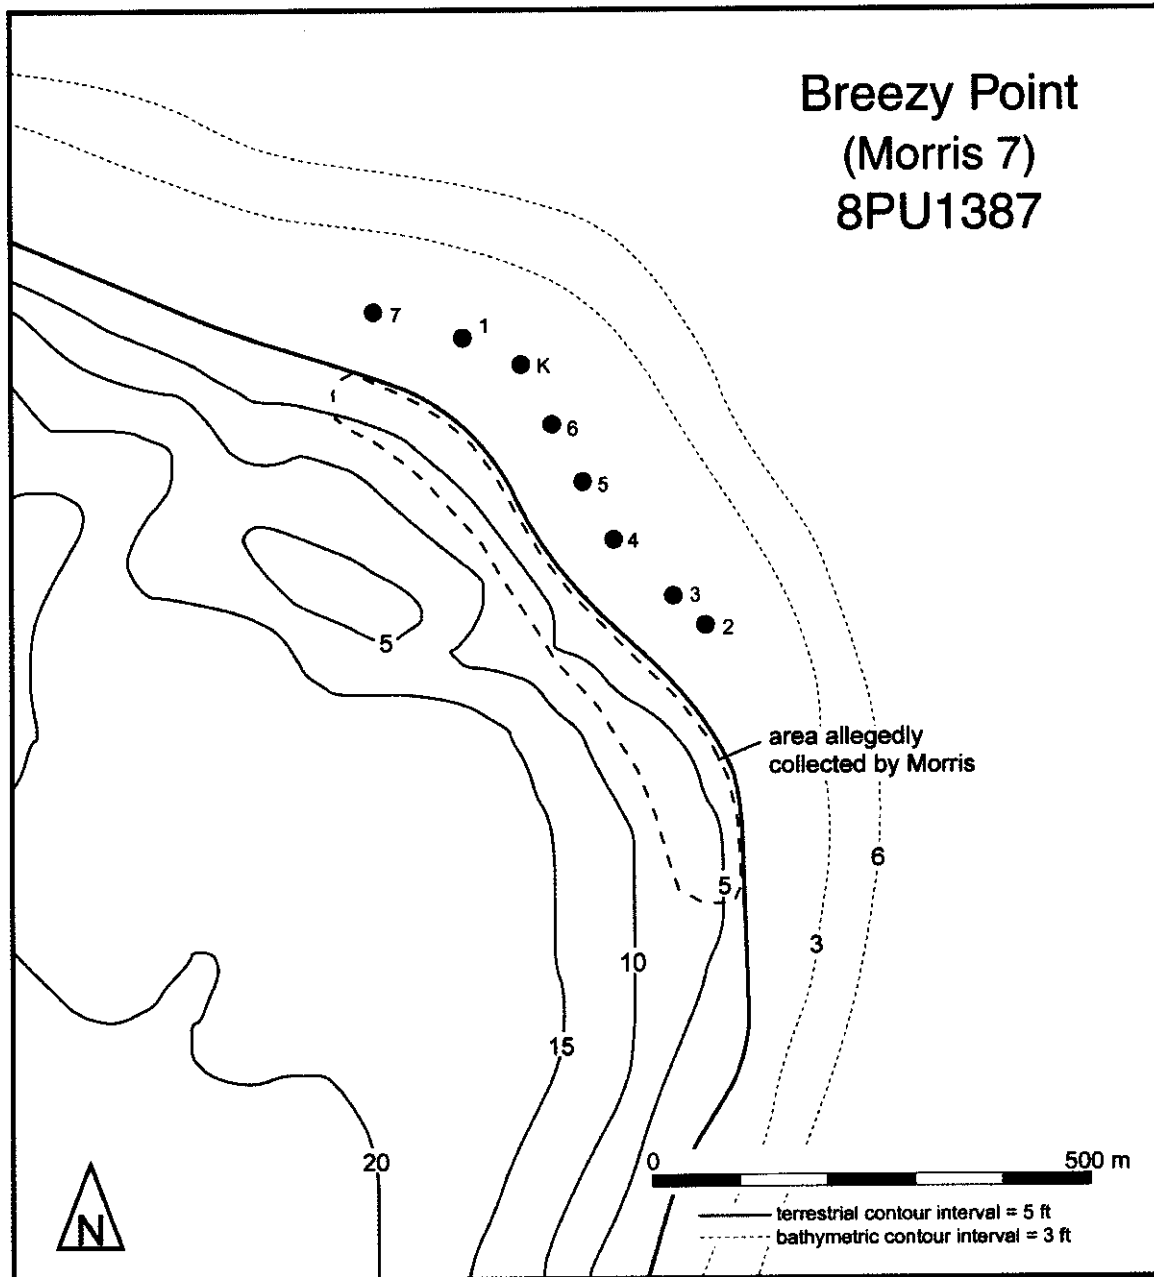 Breezy Point
(Morris 7)
8PU1387
7
1
K
6
5
4
3
2
5
area allegedly
collected by Morris
6
5
3
10
15
20
0 500 m
N
terrestrial contour interval = 5 ft
bathymetric contour interval = 3 ft